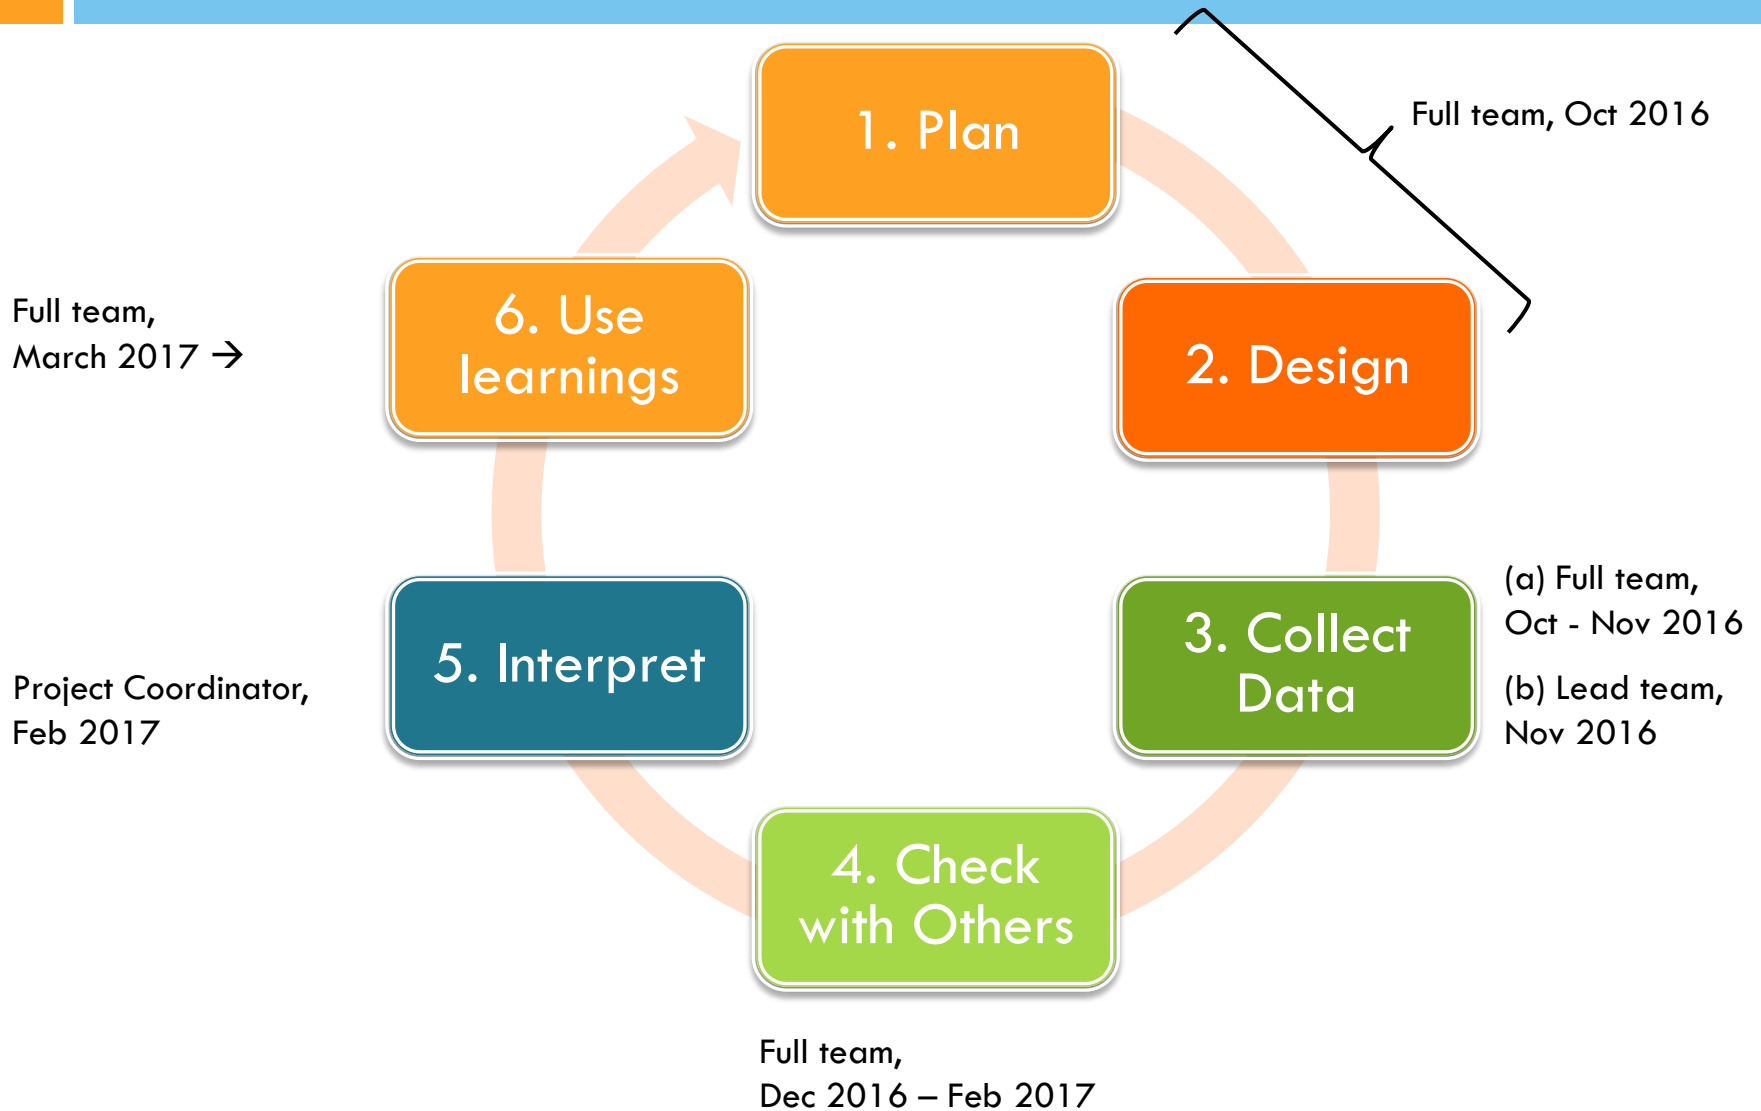 1. Plan
Full team, Oct 2016
2. Design
(a) Full team,
Oct - Nov 2016
3. Collect
Data
(b) Lead team,
Nov 2016
4. Check
with Others
Full team,
Dec 2016 – Feb 2017
5. Interpret
Project Coordinator,
Feb 2017
6. Use
learnings
Full team,
March 2017 →